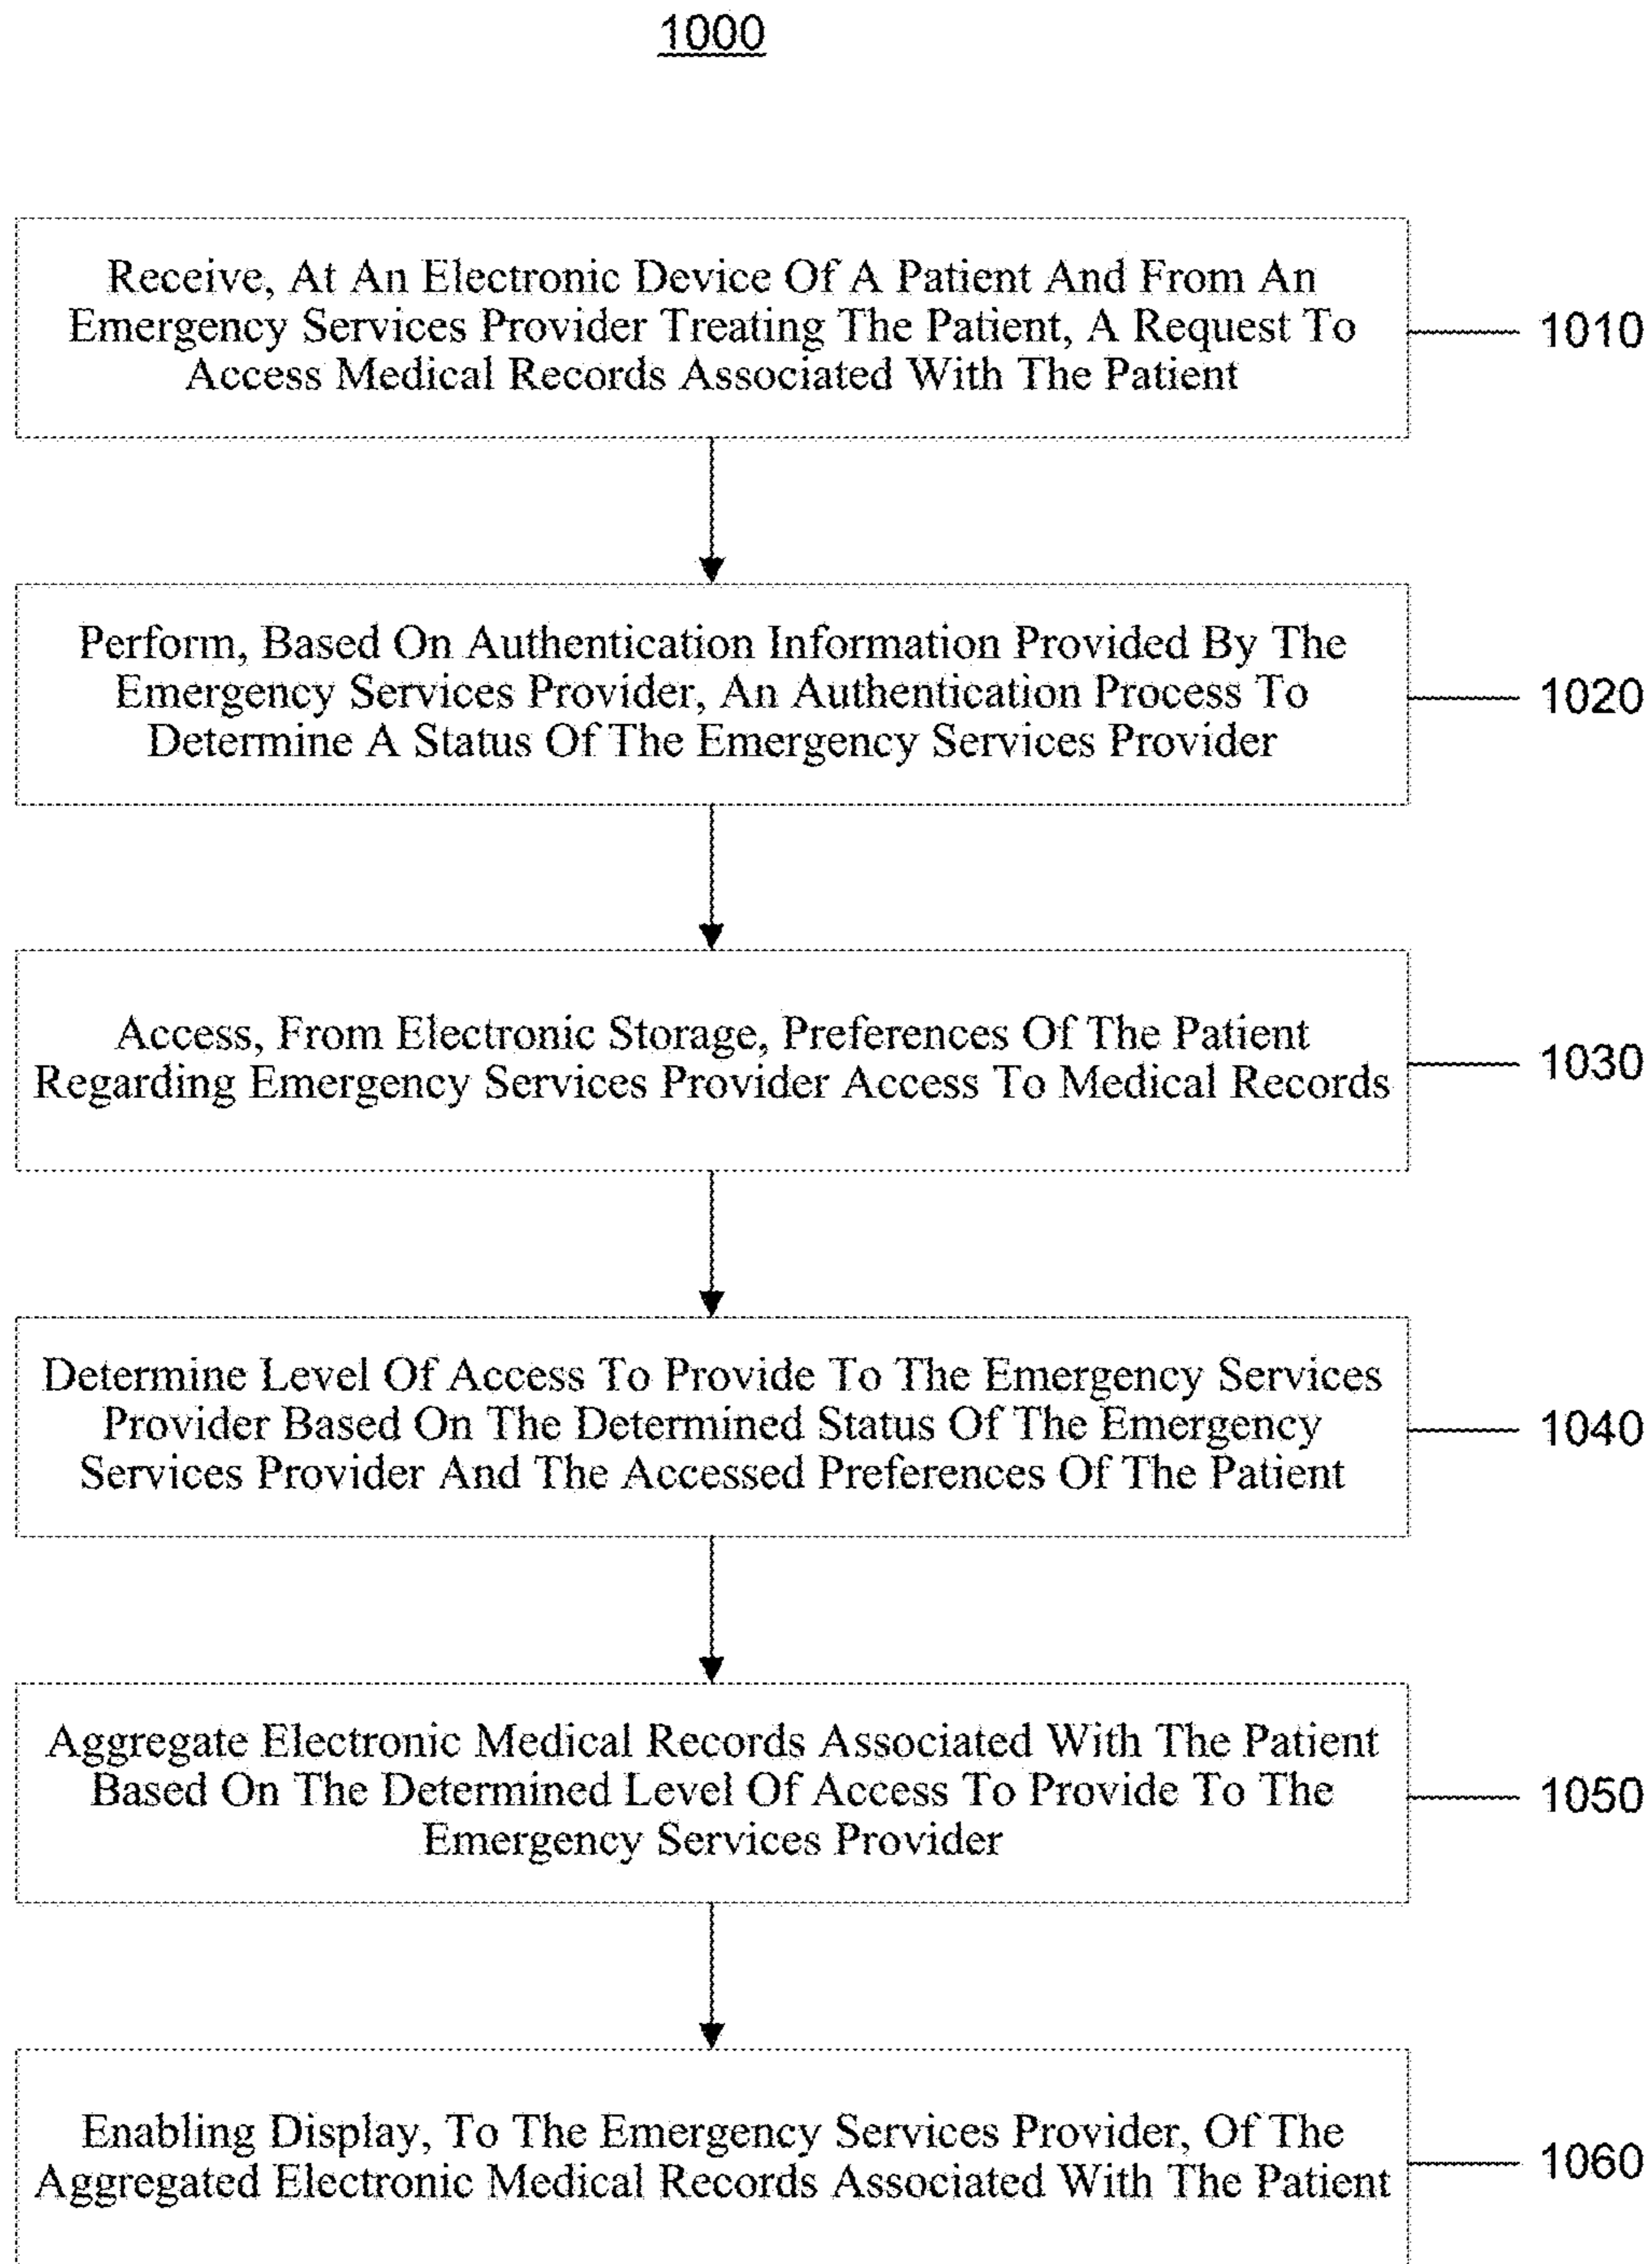 1000
Receive, At An Electronic Device Of A Patient And From An
Emergency Services Provider Treating The Patient, A Request To
Access Medical Records Associated With The Patient
1010
Perform, Based On Authentication Information Provided By The
Emergency Services Provider, An Authentication Process To
Determine A Status Of The Emergency Services Provider
1020
Access, From Electronic Storage, Preferences Of The Patient
Regarding Emergency Services Provider Access To Medical Records
1030
Determine Level Of Access To Provide To The Emergency Services
Provider Based On The Determined Status Of The Emergency
Services Provider And The Accessed Preferences Of The Patient
1040
Aggregate Electronic Medical Records Associated With The Patient
Based On The Determined Level Of Access To Provide To The
Emergency Services Provider
1050
Enabling Display, To The Emergency Services Provider, Of The
Aggregated Electronic Medical Records Associated With The Patient
1060